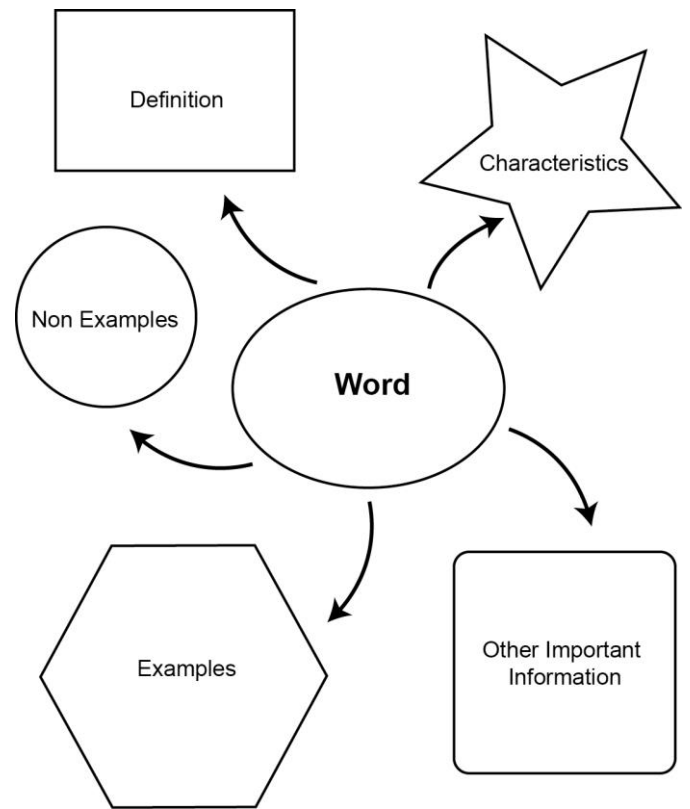 Definition
Characteristics
Non Examples
Word
Examples
Other Important
Information